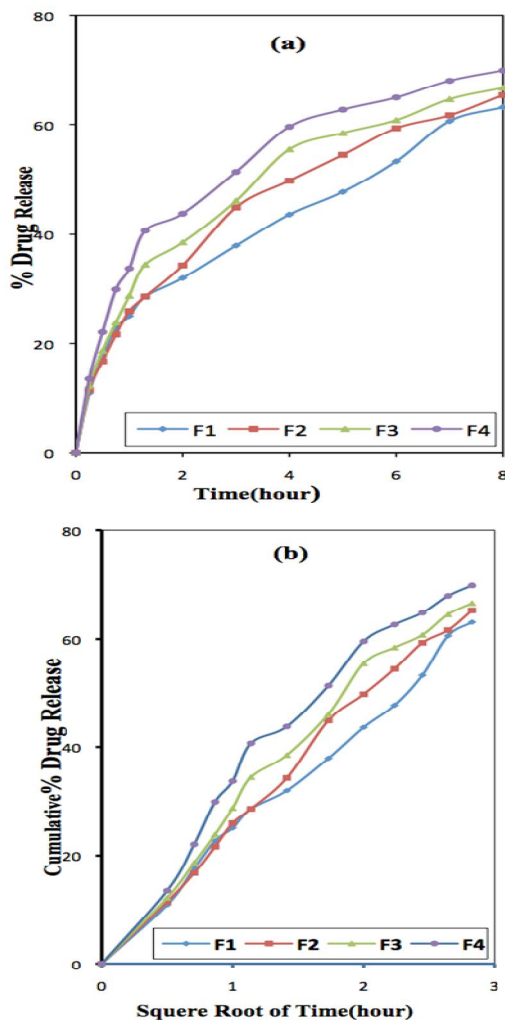 80
(a)
60
40
20
0
% Drug Release
F1 F2 F3 F4
0 2 4 6 8
Time(hour)
80
(b)
60
40
20
0
Cumulative% Drug Release
F1 F2 F3 F4
0 1 2 3
Squere Root of Time(hour)